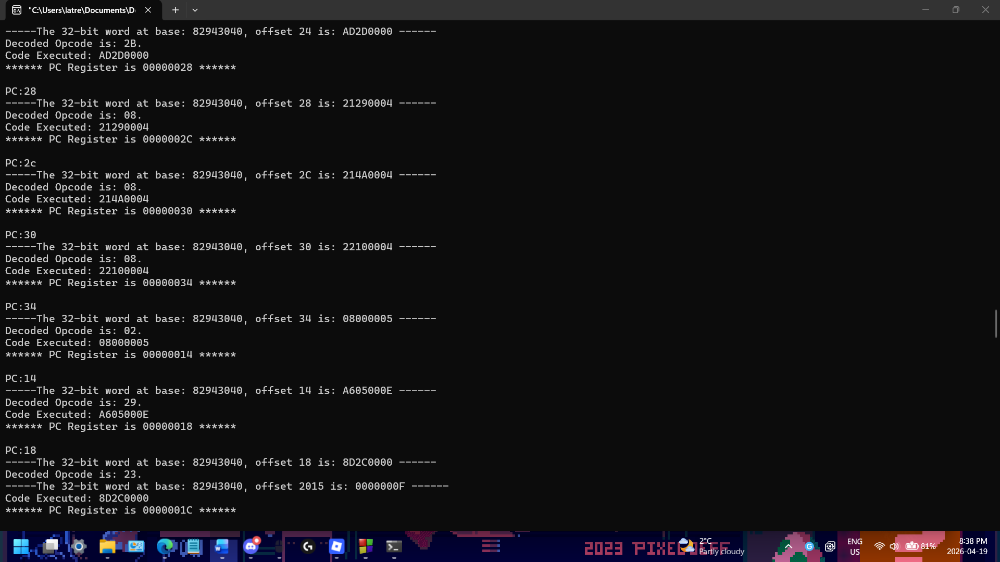 "C:\Users\latre\Documents\D
-----The 32-bit word at base: 82943040, offset 24 is: AD2D0000 ------
Decoded Opcode is: 2B.
Code Executed: AD2D0000
****** PC Register is 00000028 ******
PC:28
-----The 32-bit word at base: 82943040, offset 28 is: 21290004 ------
Decoded Opcode is: 08.
Code Executed: 21290004
****** PC Register is 0000002C ******
PC:2c
-----The 32-bit word at base: 82943040, offset 2C is: 214A0004 ------
Decoded Opcode is: 08.
Code Executed: 214A0004
****** PC Register is 00000030 ******
PC:30
-----The 32-bit word at base: 82943040, offset 30 is: 22100004 ------
Decoded Opcode is: 08.
Code Executed: 22100004
****** PC Register is 00000034 ******
PC:34
-----The 32-bit word at base: 82943040, offset 34 is: 08000005 ------
Decoded Opcode is: 02.
Code Executed: 08000005
****** PC Register is 00000014 ******
PC:14
-----The 32-bit word at base: 82943040, offset 14 is: A605000E ------
Decoded Opcode is: 29.
Code Executed: A605000E
****** PC Register is 00000018 ******
PC:18
-----The 32-bit word at base: 82943040, offset 18 is: 8D2C0000 ------
Decoded Opcode is: 23.
-----The 32-bit word at base: 82943040, offset 2015 is: 0000000F ------
Code Executed: 8D2C0000
****** PC Register is 0000001C ******
2023
2°C
Partly cloudy
ENG
US
81%
8:38 PM
2026-04-19